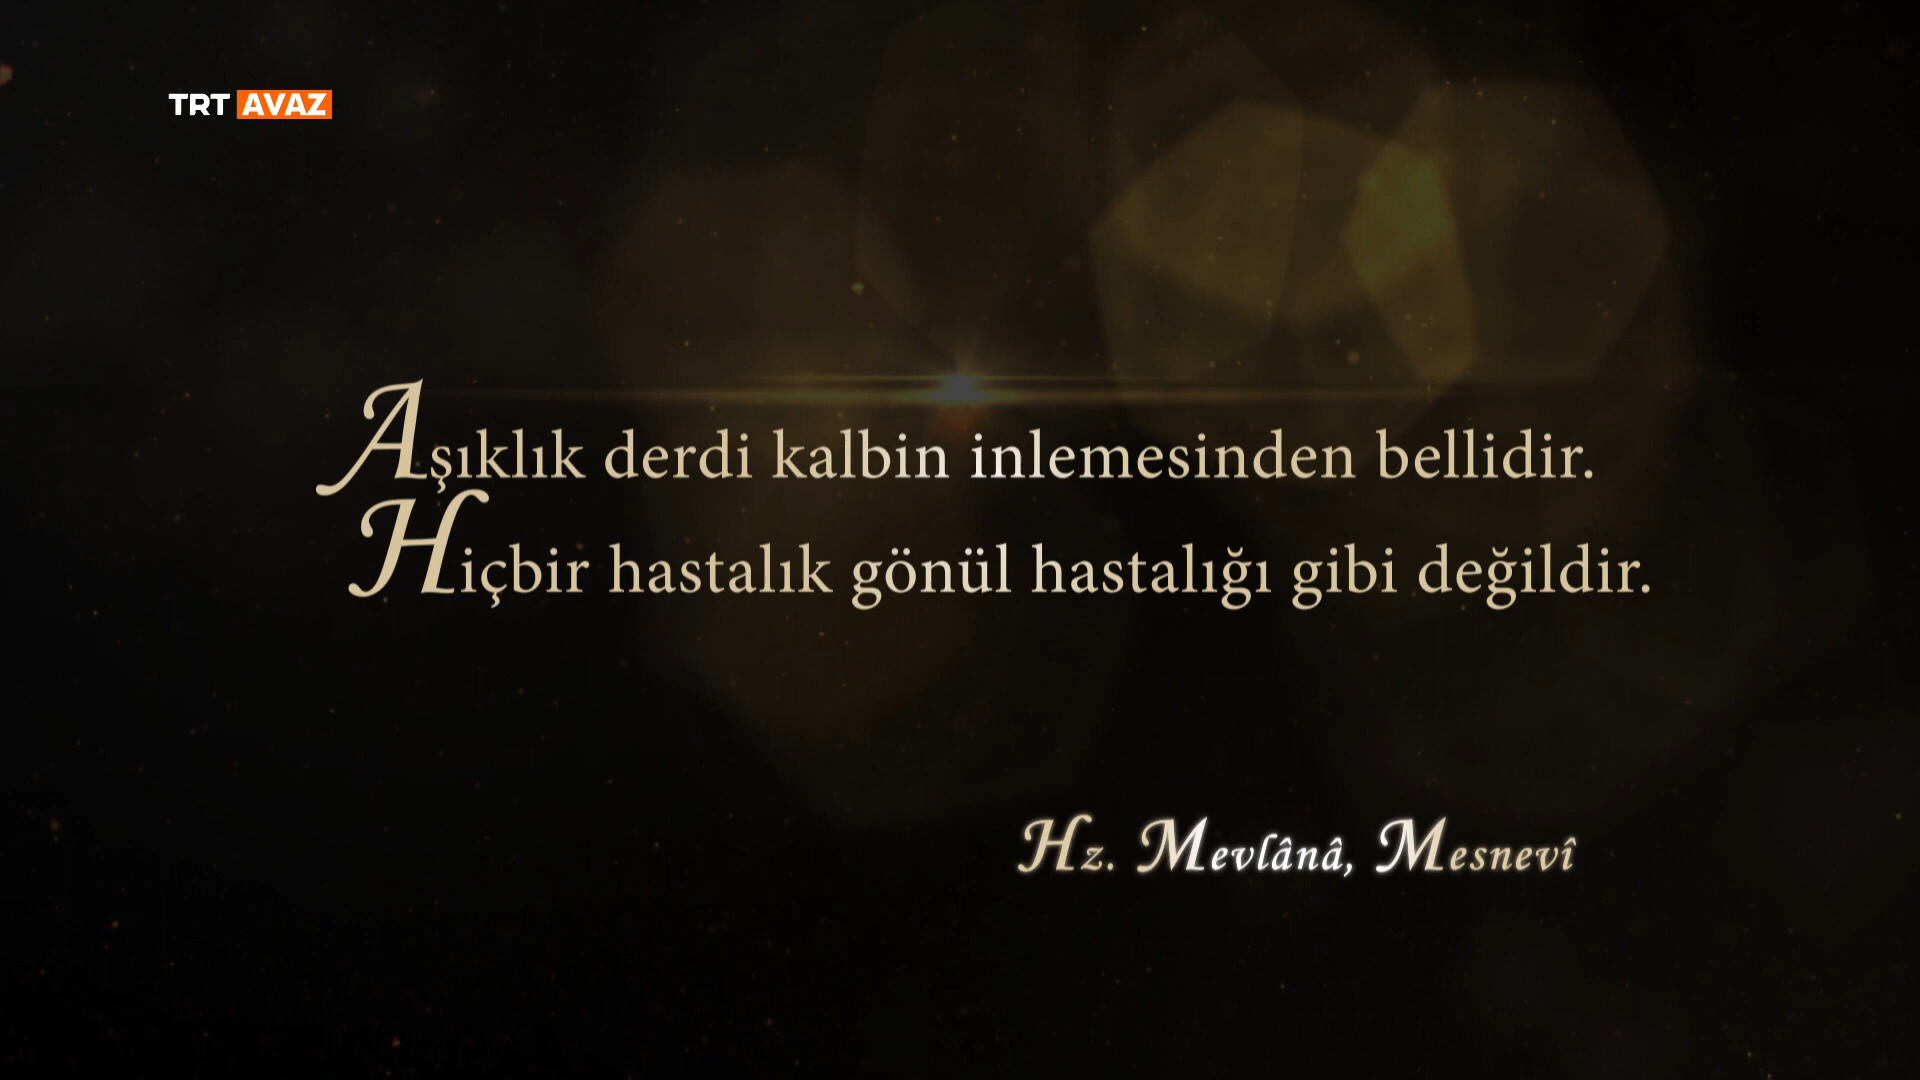 TRT AVAZ
Aşıklık derdi kalbin inlemesinden bellidir.
Hiçbir hastalık gönül hastalığı gibi değildir.
Hz. Mevlânâ, Mesnevî